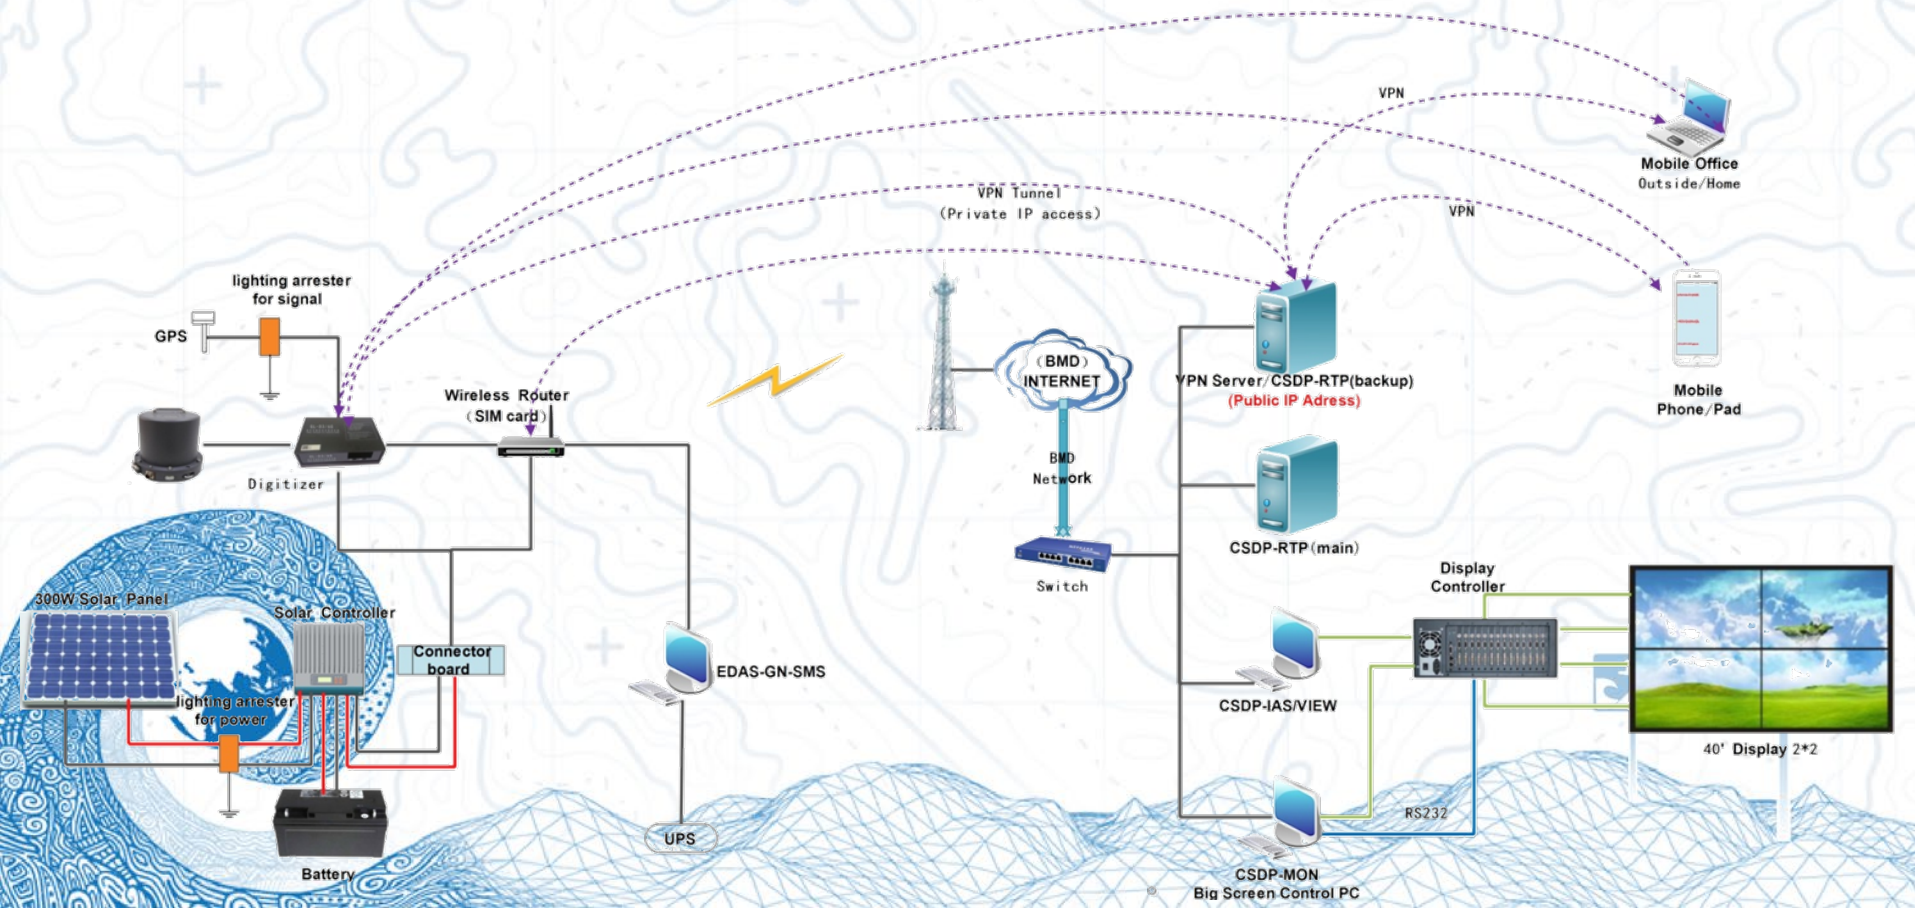 VPN
Mobile Office
Outside/Home
VPN Tunnel
(Private IP access)
VPN
lighting arrester
for signal
GPS
(BMD)
INTERNET
VPN Server/CSDP-RTP(backup)
(Public IP Adress)
Mobile
Phone/Pad
Wireless Router
(SIM card)
Digitizer
BMD
Network
CSDP-RTP(main)
Switch
Display
Controller
300W Solar Panel
Solar Controller
Connector
board
EDAS-GN-SMS
lighting arrester
for power
CSDP-IAS/VIEW
40' Display 2*2
RS232
UPS
Battery
CSDP-MON
Big Screen Control PC